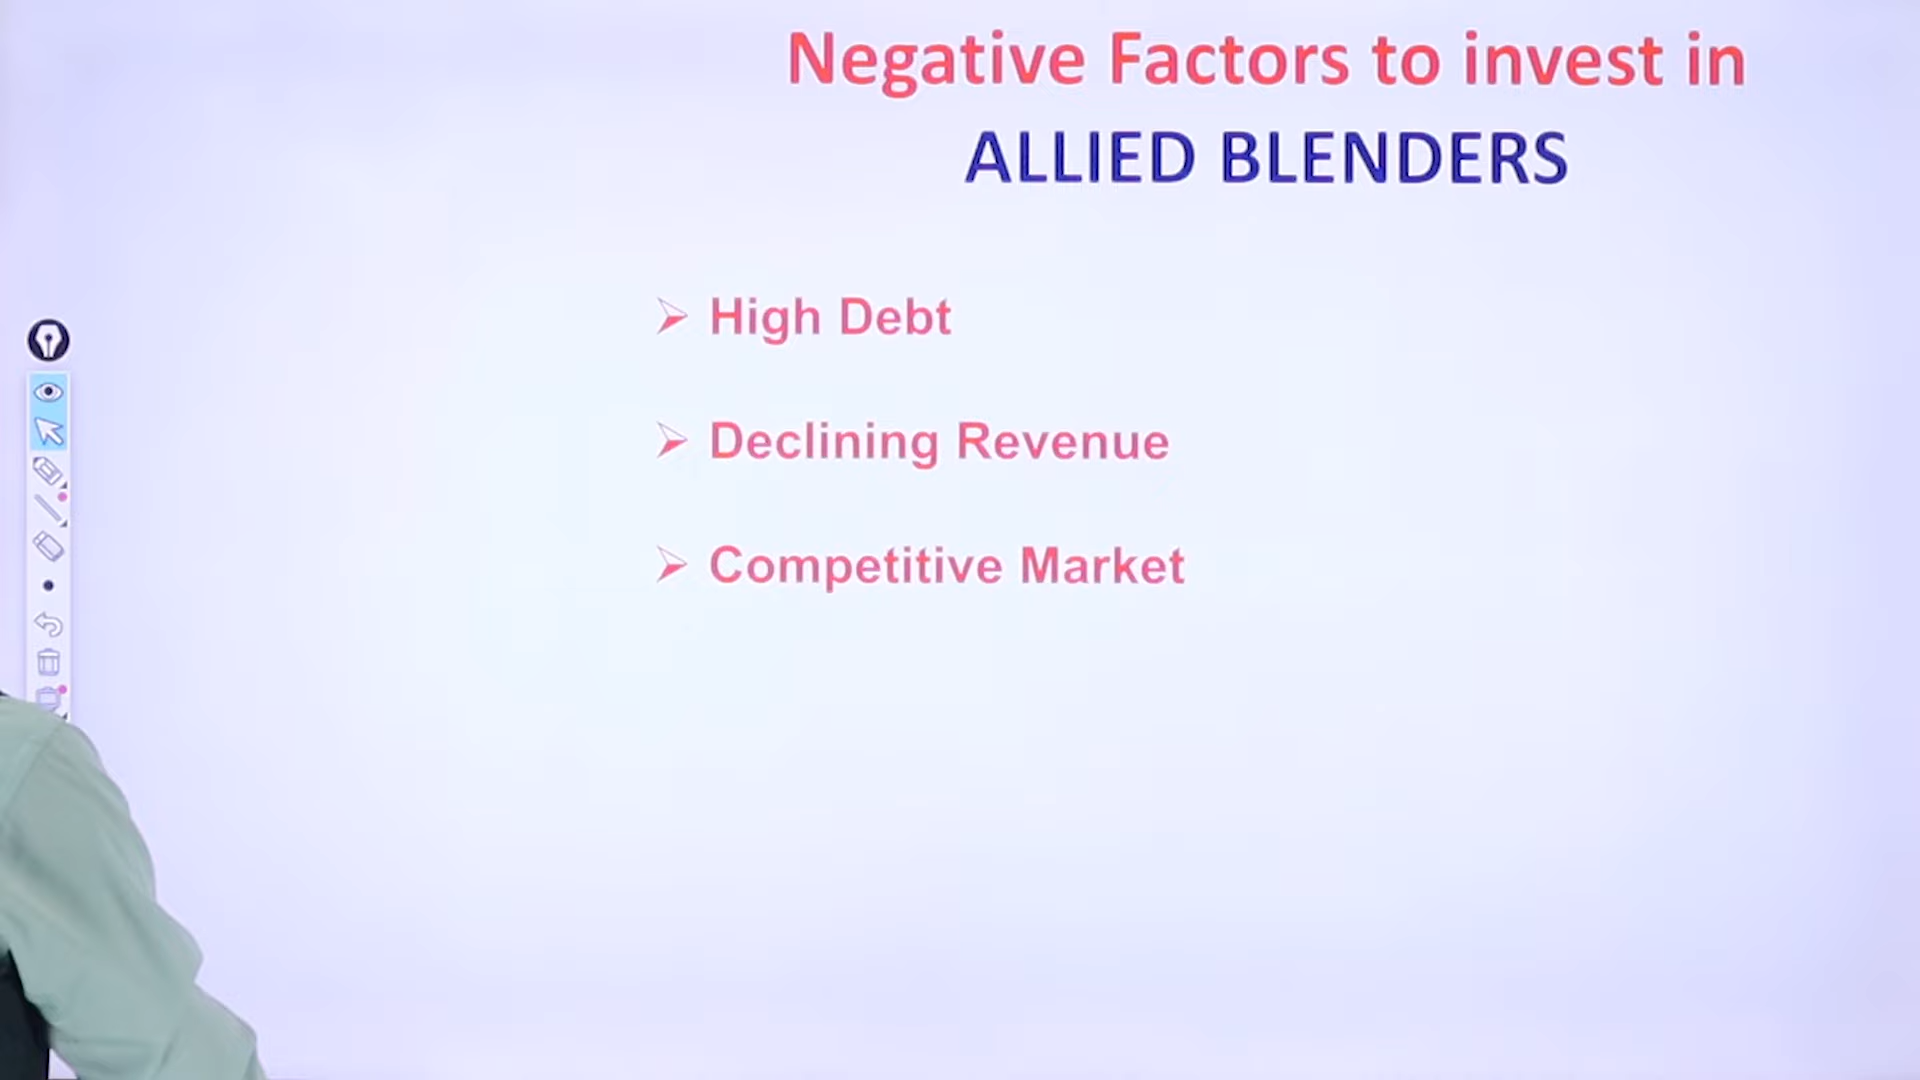 Negative Factors to invest in
ALLIED BLENDERS
➢ High Debt
➢ Declining Revenue
➢ Competitive Market